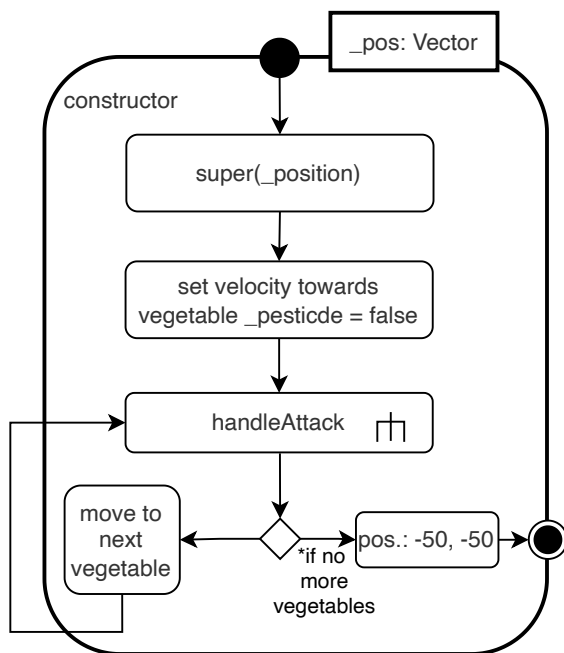 _pos: Vector
constructor
super(_position)
set velocity towards
vegetable _pesticde = false
handleAttack
move to
next
vegetable
*if no
more
vegetables
pos.: -50, -50